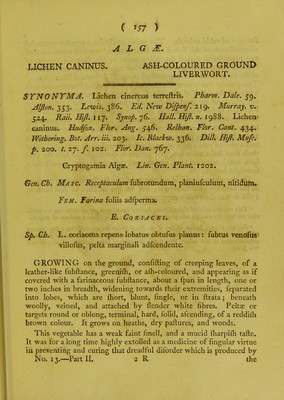 ( 157 )
A L G Æ.
LICHEN CANINUS. ASH-COLOURED GROUND
LIVERWORT.
SYNONYMA. Lichen cinereus terreſtris. Pharm. Dale. 59.
Alſton. 353. Lewis. 386. Ed. New Diſpenſ. 219. Murray. v.
524. Raii. Hiſt. 117. Synop. 76. Hall. Hiſt. n. 1988. Lichen
caninus. Hudſon. Flor. Ang. 546. Relhan. Flor. Cant. 434.
Withering. Bot. Arr. iii. 203. L. Blackw. 336. Dill. Hiſt. Muſc.
p. 200. t. 27. f. 102. Flor. Dan. 767.
Cryptogamia Algæ. Lin: Gen. Plant. 1202.
Gen. Ch. MASC. Receptaculum ſubrotundum, planiuſculum, nitidum.
FEM. Farina foliis adſperma.
E. CORIACEI.
Sp. Ch. L. coriaceus repens lobatus obtuſus planus: ſubtus venoſus
villoſus, pelta marginali adſcendente.
GROWING on the ground, conſiſting of creeping leaves, of a
leather-like ſubſtance, greeniſh, or aſh-coloured, and appearing as if
covered with a farinaceous ſubſtance, about a ſpan in length, one or
two inches in breadth, widening towards their extremities, ſeparated
into lobes, which are ſhort, blunt, ſingle, or in ſtrata; beneath
woolly, veined, and attached by ſlender white fibres. Peltæ or
targets round or oblong, terminal, hard, ſolid, aſcending, of a reddiſh
brown colour. It grows on heaths, dry paſtures, and woods.
This vegetable has a weak faint ſmell, and a mucid ſharpiſh taſte.
It was for a long time highly extolled as a medicine of ſingular virtue
in preventing and curing that dreadful diſorder which is produced by
No. 13.—Part II. 2 R the